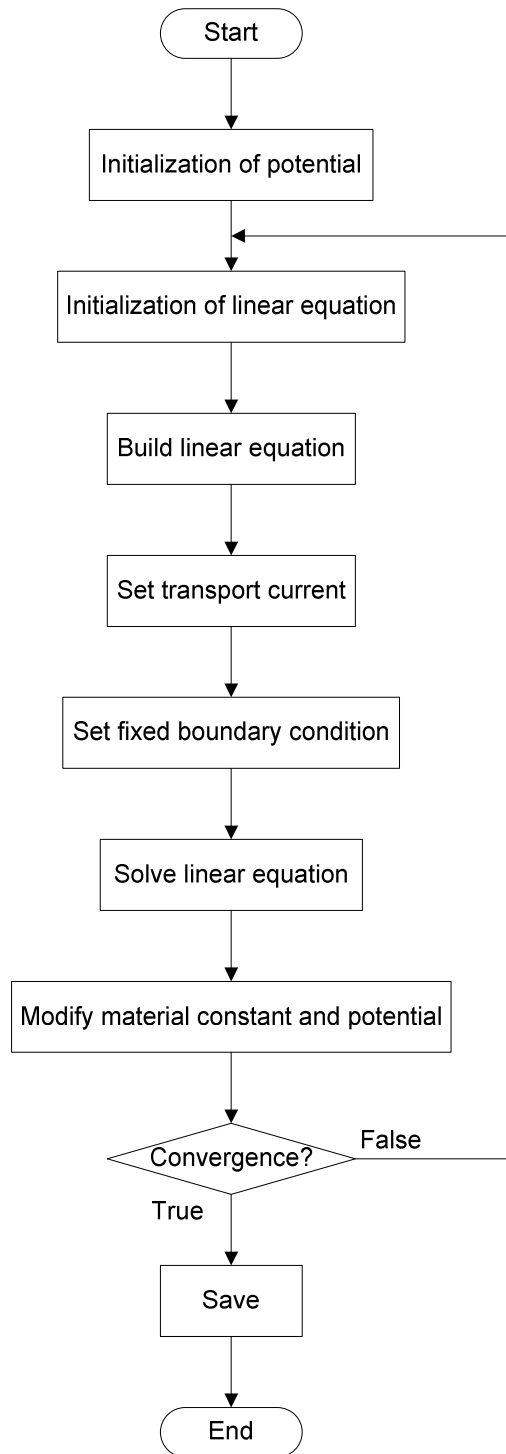 Start
Initialization of potential
Initialization of linear equation
Build linear equation
Set transport current
Set fixed boundary condition
Solve linear equation
Modify material constant and potential
Convergence?
False
True
Save
End